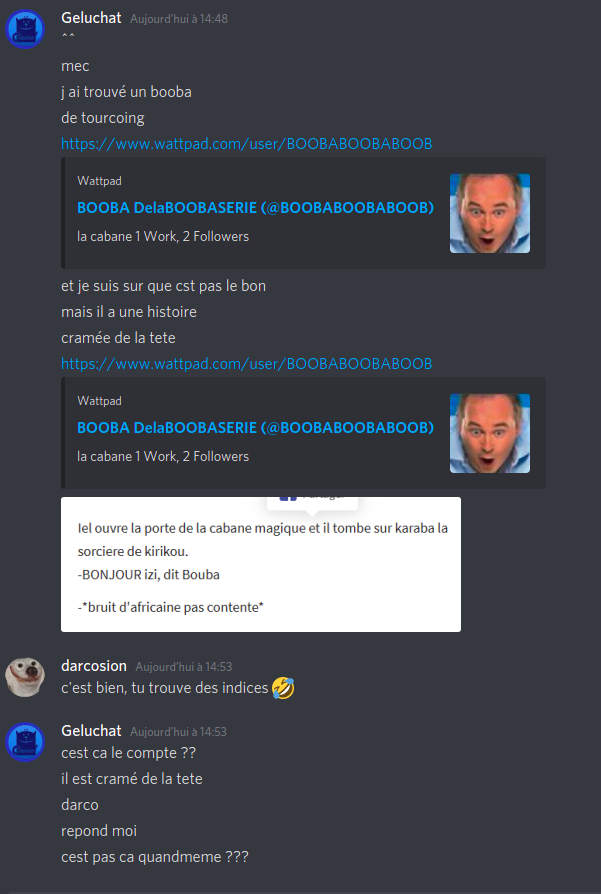 Geluchat Aujourd'hui à 14:48
^^
mec
j ai trouvé un booba
de tourcoing
https://www.wattpad.com/user/BOOBABOOBABOOB
Wattpad
BOOBA DelaBOOBASERIE (@BOOBABOOBABOOB)
la cabane 1 Work, 2 Followers
et je suis sur que cst pas le bon
mais il a une histoire
cramée de la tete
https://www.wattpad.com/user/BOOBABOOBABOOB
Wattpad
BOOBA DelaBOOBASERIE (@BOOBABOOBABOOB)
la cabane 1 Work, 2 Followers
Iel ouvre la porte de la cabane magique et il tombe sur karaba la
sorciere de kirikou.
-BONJOUR izi, dit Bouba
-*bruit d'africaine pas contente*
darcosion Aujourd'hui à 14:53
c'est bien, tu trouve des indices 🤣
Geluchat Aujourd'hui à 14:53
cest ca le compte ??
il est cramé de la tete
darco
repond moi
cest pas ca quandmeme ???